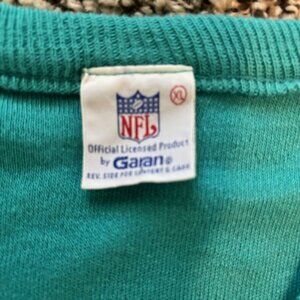 XL
NFL
Official Licensed Product
by Garan®
REV. SIDE FOR CONTENT & CARE